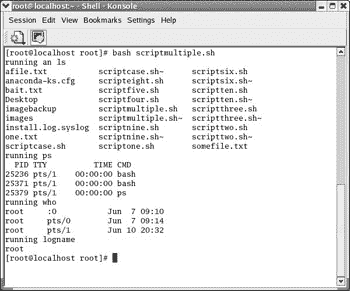 root@localhost:~ - Shell - Konsole
Session Edit View Bookmarks Settings Help
[root@localhost root]# bash scriptmultiple.sh
running an ls
afile.txt scriptcase.sh~ scriptsix.sh
anaconda-ks.cfg scripteight.sh scriptsix.sh~
bait.txt scriptfive.sh scriptten.sh
Desktop scriptfour.sh scriptten.sh~
imagebackup scriptmultiple.sh scriptthree.sh
images scriptmultiple.sh~ scriptthree.sh~
install.log.syslog scriptnine.sh scripttwo.sh
one.txt scriptnine.sh~ scripttwo.sh~
scriptcase.sh scriptone.sh somefile.txt
running ps
PID TTY TIME CMD
25236 pts/1 00:00:00 bash
25371 pts/1 00:00:00 bash
25379 pts/1 00:00:00 ps
running who
root :0 Jun 7 09:10
root pts/0 Jun 7 09:14
root pts/1 Jun 10 20:32
running logname
root
[root@localhost root]#